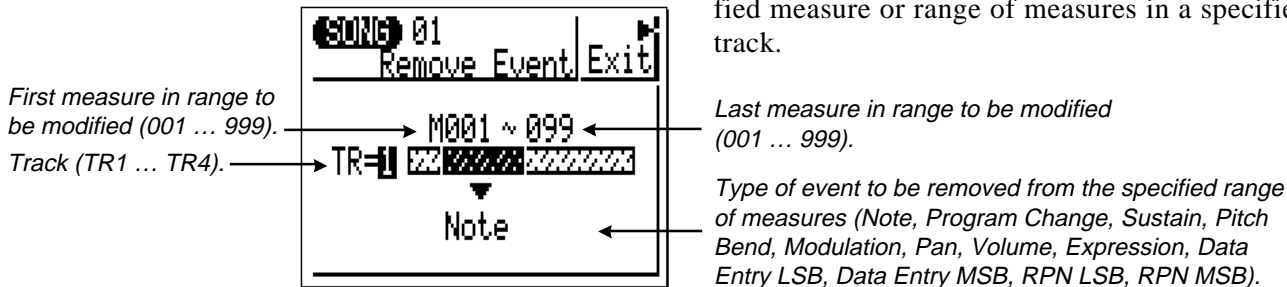 fied measure or range of measures in a specifie
track.
SONG 01
Remove Event
Exit
First measure in range to
be modified (001 … 999).
Track (TR1 … TR4).
M001 ~ 099
TR=1
Note
Last measure in range to be modified
(001 … 999).
Type of event to be removed from the specified range
of measures (Note, Program Change, Sustain, Pitch
Bend, Modulation, Pan, Volume, Expression, Data
Entry LSB, Data Entry MSB, RPN LSB, RPN MSB).